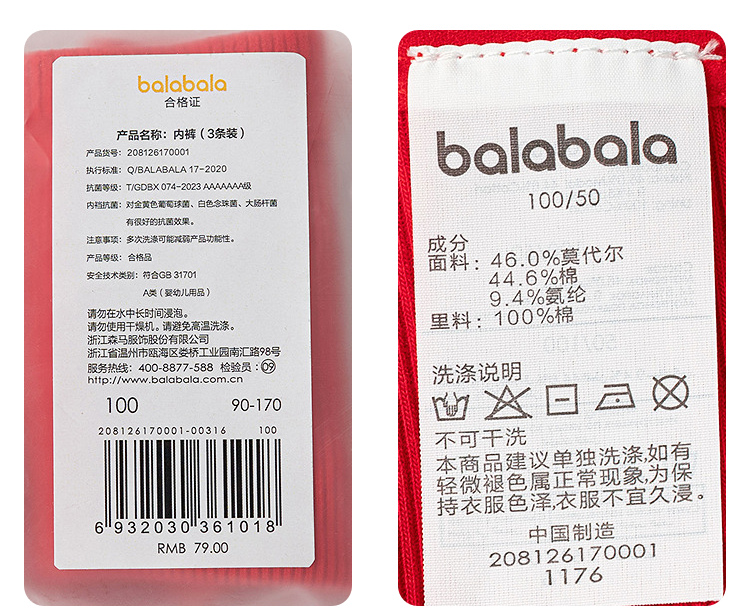 balabala
合格证
产品名称：内裤（3条装）
产品货号：208126170001
执行标准：Q/BALABALA 17-2020
抗菌等级：T/GDBX 074-2023 AAAAAAA级
内裆抗菌：对金黄色葡萄球菌、白色念珠菌、大肠杆菌
有很好的抗菌效果。
注意事项：多次洗涤可能减弱产品功能性。
产品等级：合格品
安全技术类别：符合GB 31701
A类（婴幼儿用品）
请勿在水中长时间浸泡。
请勿使用干燥机。请避免高温洗涤。
浙江森马服饰股份有限公司
浙江省温州市瓯海区娄桥工业园南汇路98号
服务热线：400-8877-588 检验员：09
http://www.balabala.com.cn
100 90-170
208126170001-00316 100
6 932030 361018
RMB 79.00
balabala
100/50
成分
面料：46.0%莫代尔
44.6%棉
9.4%氨纶
里料：100%棉
洗涤说明
不可干洗
本商品建议单独洗涤,如有
轻微褪色属正常现象,为保
持衣服色泽,衣服不宜久浸。
中国制造
208126170001
1176